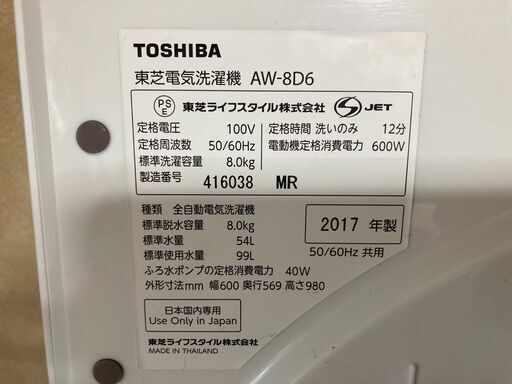 TOSHIBA
東芝電気洗濯機 AW-8D6
PS E 東芝ライフスタイル株式会社 S JET
定格電圧 100V 定格時間 洗いのみ 12分
定格周波数 50/60Hz 電動機定格消費電力 600W
標準洗濯容量 8.0kg
製造番号 416038 MR
種類 全自動電気洗濯機
標準脱水容量 8.0kg 2017 年製
標準水量 54L
標準使用水量 99L 50/60Hz 共用
ふろ水ポンプの定格消費電力 40W
外形寸法mm 幅600 奥行569 高さ980
日本国内専用
Use Only in Japan
東芝ライフスタイル株式会社
MADE IN THAILAND